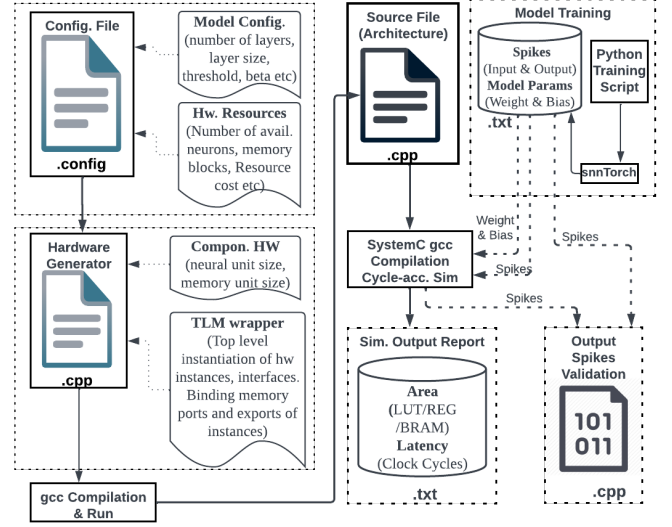 Config. File
.config
Model Config.
(number of layers,
layer size,
threshold, beta etc)
Hw. Resources
(Number of avail.
neurons, memory
blocks, Resource
cost etc)
Hardware
Generator
.cpp
Compon. HW
(neural unit size,
memory unit size)
TLM wrapper
(Top level
instantiation of hw
instances, interfaces.
Binding memory
ports and exports of
instances)
gcc Compilation
& Run
Source File
(Architecture)
.cpp
Model Training
Spikes
(Input & Output)
Model Params
(Weight & Bias)
.txt
Python
Training
Script
snnTorch
Weight
& Bias
Spikes
Spikes
SystemC gcc
Compilation
Cycle-acc. Sim
Spikes
Sim. Output Report
Area
(LUT/REG
/BRAM)
Latency
(Clock Cycles)
.txt
Output
Spikes
Validation
101
011
.cpp